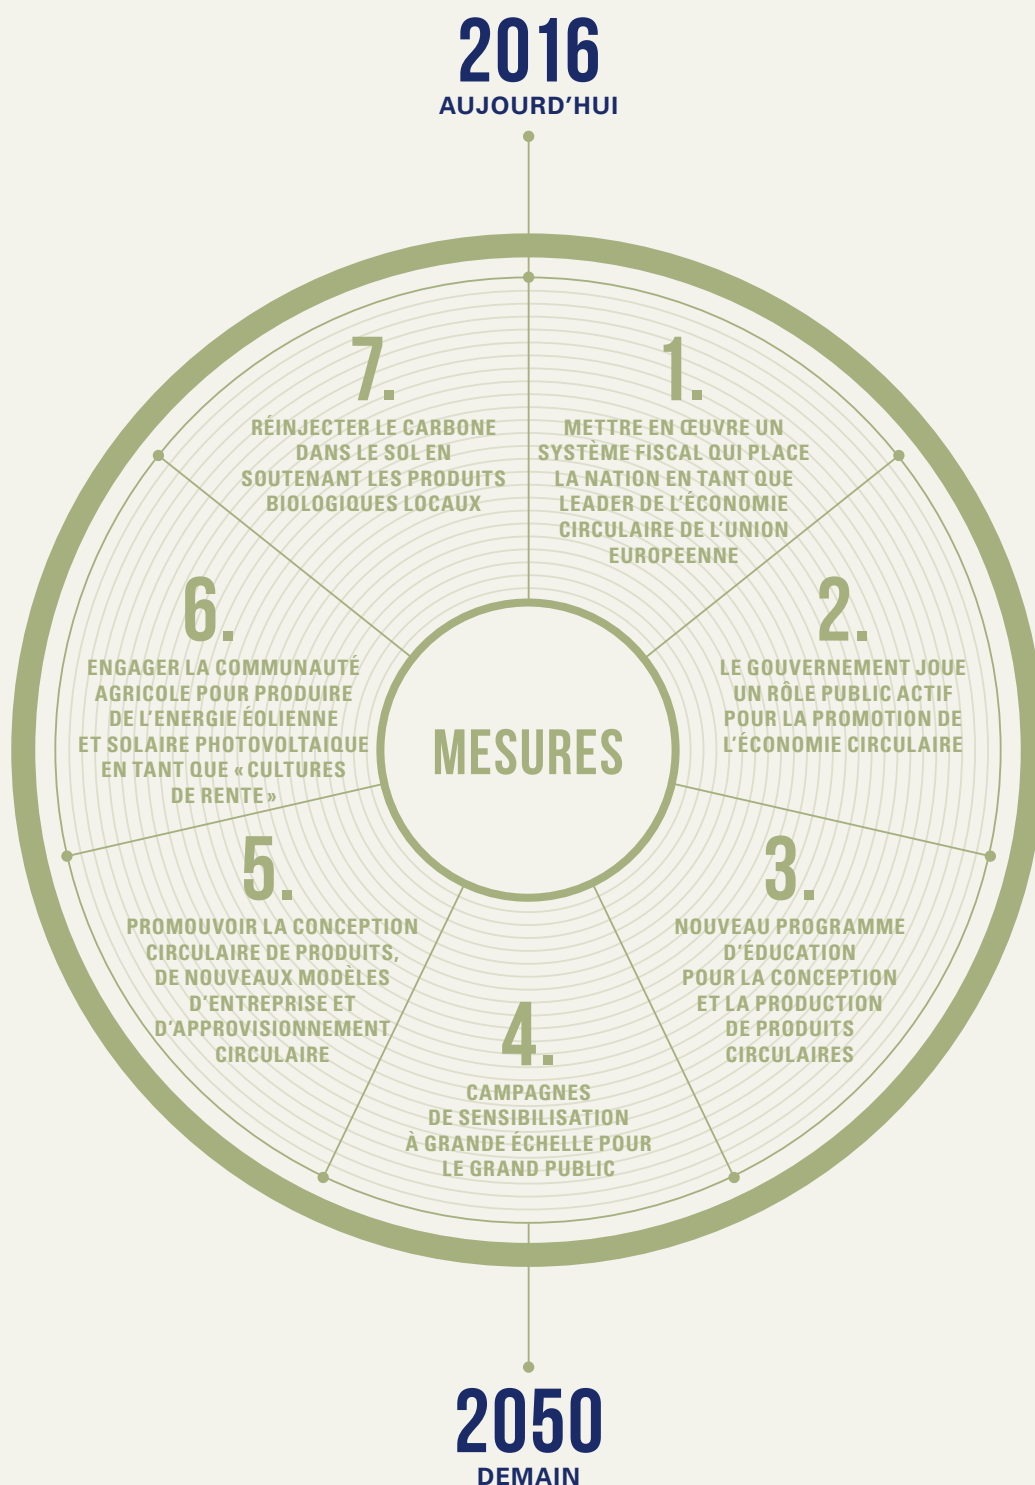 2016
AUJOURD'HUI
1.
METTRE EN ŒUVRE UN
SYSTÈME FISCAL QUI PLACE
LA NATION EN TANT QUE
LEADER DE L'ÉCONOMIE
CIRCULAIRE DE L'UNION
EUROPEENNE
2.
LE GOUVERNEMENT JOUE
UN RÔLE PUBLIC ACTIF
POUR LA PROMOTION DE
L'ÉCONOMIE CIRCULAIRE
3.
NOUVEAU PROGRAMME
D'ÉDUCATION
POUR LA CONCEPTION
ET LA PRODUCTION
DE PRODUITS
CIRCULAIRES
4.
CAMPAGNES
DE SENSIBILISATION
À GRANDE ÉCHELLE POUR
LE GRAND PUBLIC
5.
PROMOUVOIR LA CONCEPTION
CIRCULAIRE DE PRODUITS,
DE NOUVEAUX MODÈLES
D'ENTREPRISE ET
D'APPROVISIONNEMENT
CIRCULAIRE
6.
ENGAGER LA COMMUNAUTÉ
AGRICOLE POUR PRODUIRE
DE L'ENERGIE ÉOLIENNE
ET SOLAIRE PHOTOVOLTAIQUE
EN TANT QUE « CULTURES
DE RENTE »
7.
RÉINJECTER LE CARBONE
DANS LE SOL EN
SOUTENANT LES PRODUITS
BIOLOGIQUES LOCAUX
MESURES
2050
DEMAIN